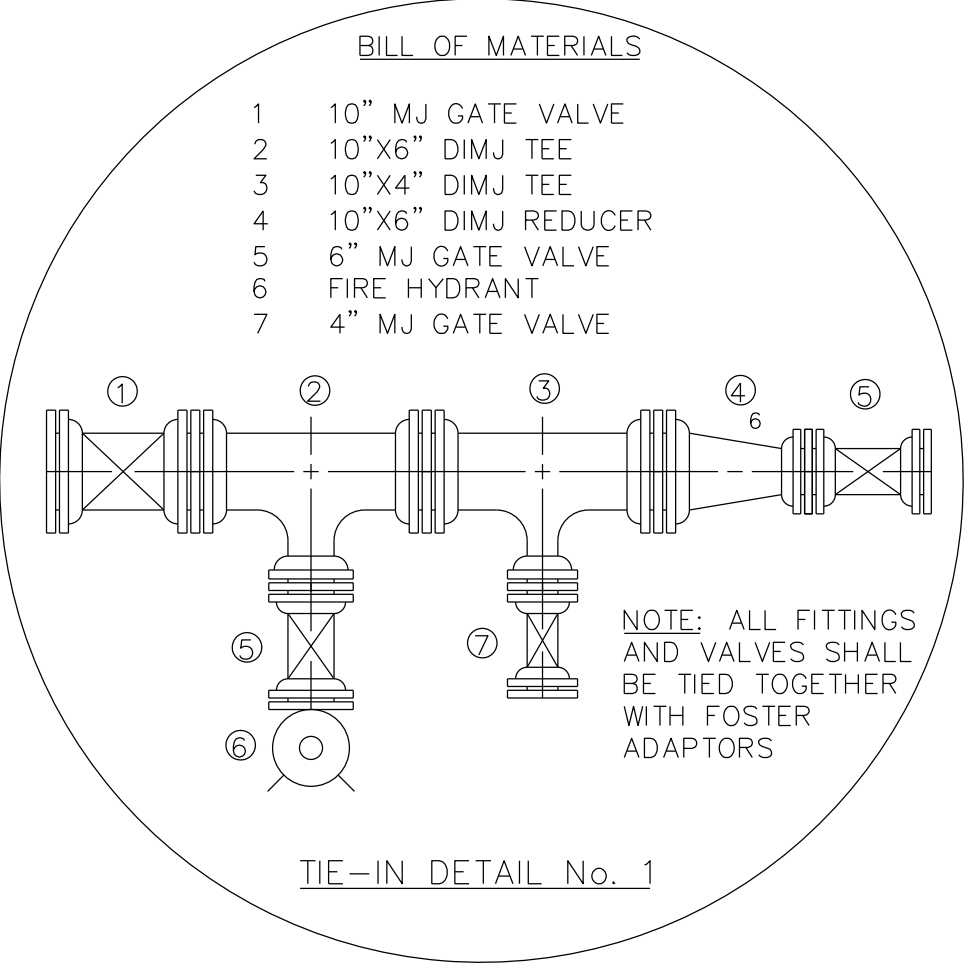 BILL OF MATERIALS
1 10" MJ GATE VALVE
2 10"X6" DIMJ TEE
3 10"X4" DIMJ TEE
4 10"X6" DIMJ REDUCER
5 6" MJ GATE VALVE
6 FIRE HYDRANT
7 4" MJ GATE VALVE
1 2 3 4 5
6
5 7
6
NOTE: ALL FITTINGS
AND VALVES SHALL
BE TIED TOGETHER
WITH FOSTER
ADAPTORS
TIE-IN DETAIL No. 1